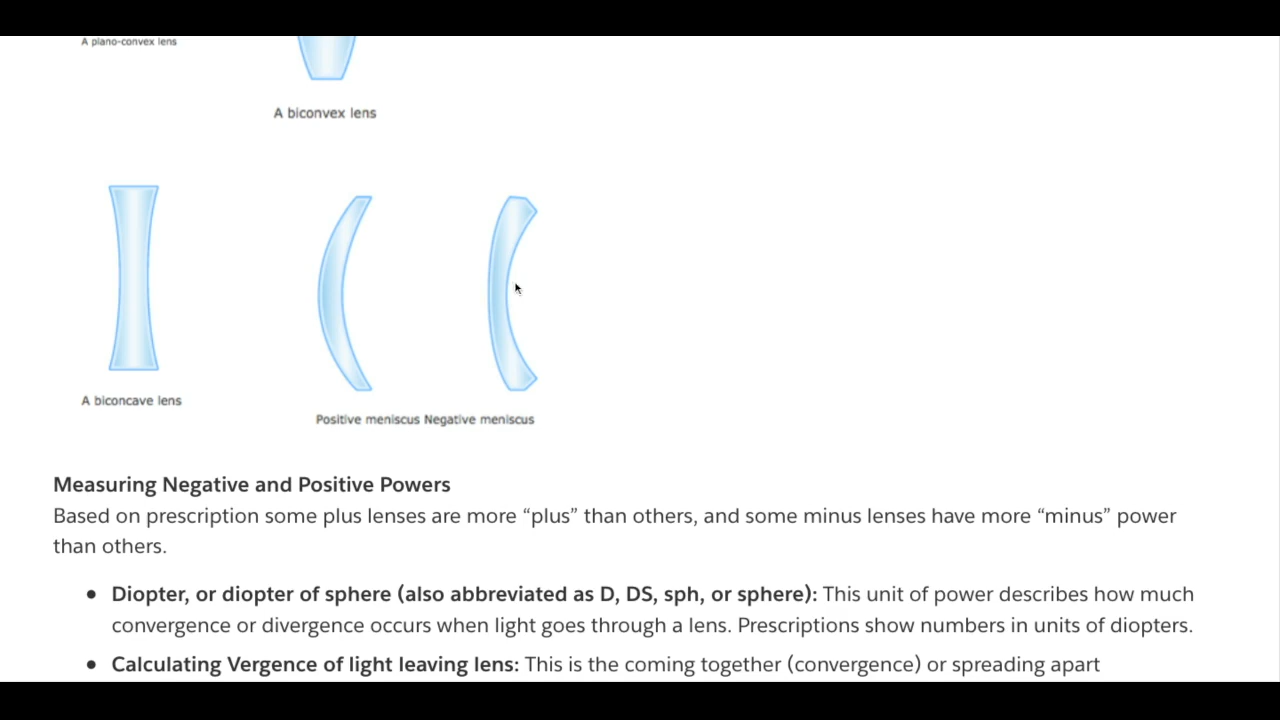 A plano-convex lens
A biconvex lens
A biconcave lens
Positive meniscus Negative meniscus
Measuring Negative and Positive Powers
Based on prescription some plus lenses are more “plus” than others, and some minus lenses have more “minus” power
than others.
● Diopter, or diopter of sphere (also abbreviated as D, DS, sph, or sphere): This unit of power describes how much
convergence or divergence occurs when light goes through a lens. Prescriptions show numbers in units of diopters.
● Calculating Vergence of light leaving lens: This is the coming together (convergence) or spreading apart